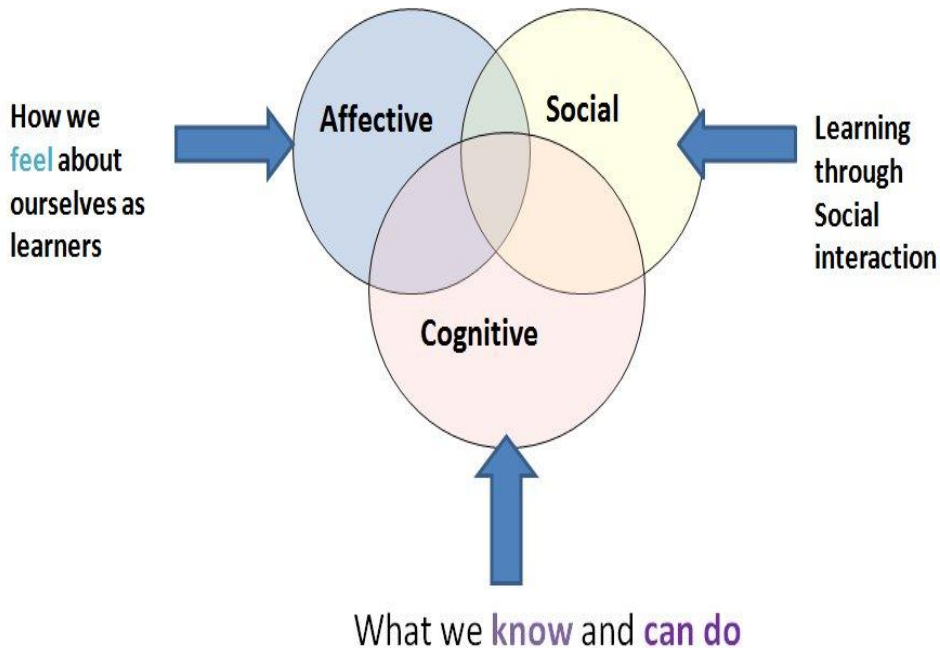 How we
feel about
ourselves as
learners
Affective
Social
Learning
through
Social
interaction
Cognitive
What we know and can do